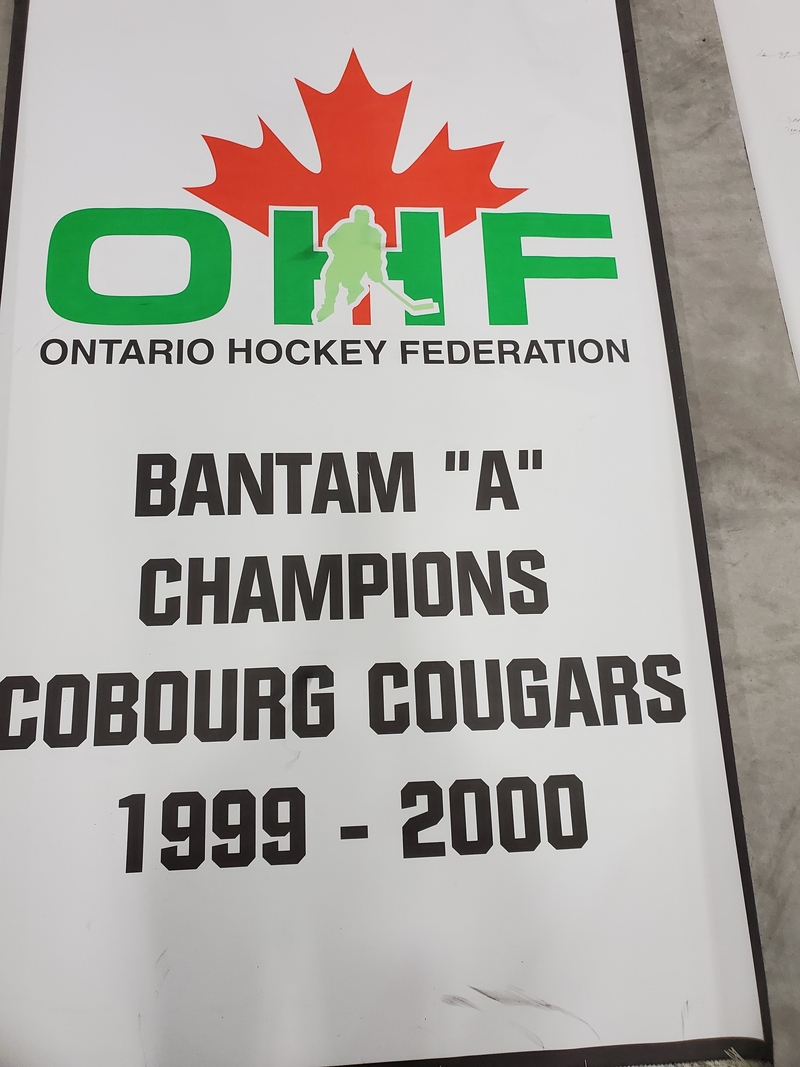 OHF
ONTARIO HOCKEY FEDERATION
BANTAM "A"
CHAMPIONS
COBOURG COUGARS
1999 - 2000